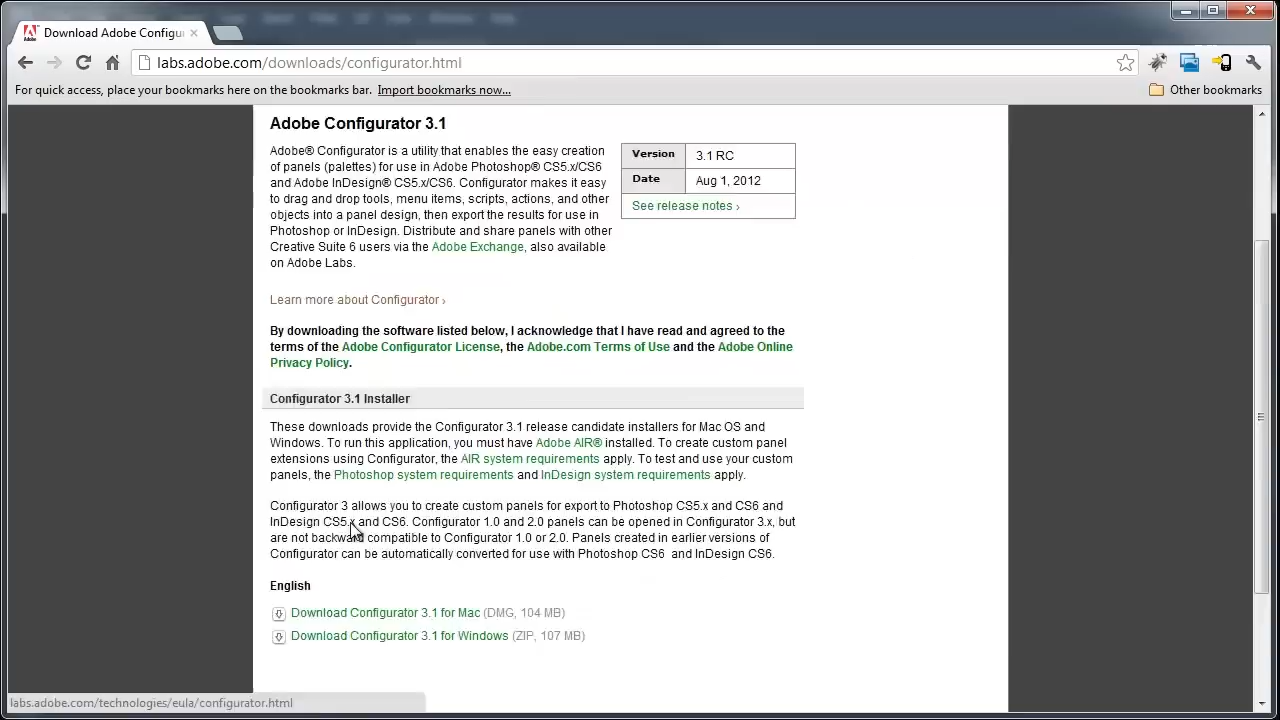 Download Adobe Configu
labs.adobe.com/downloads/configurator.html
For quick access, place your bookmarks here on the bookmarks bar. Import bookmarks now...
Other bookmarks
Adobe Configurator 3.1
Adobe® Configurator is a utility that enables the easy creation
of panels (palettes) for use in Adobe Photoshop® CS5.x/CS6
and Adobe InDesign® CS5.x/CS6. Configurator makes it easy
to drag and drop tools, menu items, scripts, actions, and other
objects into a panel design, then export the results for use in
Photoshop or InDesign. Distribute and share panels with other
Creative Suite 6 users via the Adobe Exchange, also available
on Adobe Labs.
Version 3.1 RC
Date Aug 1, 2012
See release notes ›
Learn more about Configurator ›
By downloading the software listed below, I acknowledge that I have read and agreed to the
terms of the Adobe Configurator License, the Adobe.com Terms of Use and the Adobe Online
Privacy Policy.
Configurator 3.1 Installer
These downloads provide the Configurator 3.1 release candidate installers for Mac OS and
Windows. To run this application, you must have Adobe AIR® installed. To create custom panel
extensions using Configurator, the AIR system requirements apply. To test and use your custom
panels, the Photoshop system requirements and InDesign system requirements apply.
Configurator 3 allows you to create custom panels for export to Photoshop CS5.x and CS6 and
InDesign CS5.x and CS6. Configurator 1.0 and 2.0 panels can be opened in Configurator 3.x, but
are not backward compatible to Configurator 1.0 or 2.0. Panels created in earlier versions of
Configurator can be automatically converted for use with Photoshop CS6 and InDesign CS6.
English
Download Configurator 3.1 for Mac (DMG, 104 MB)
Download Configurator 3.1 for Windows (ZIP, 107 MB)
labs.adobe.com/technologies/eula/configurator.html